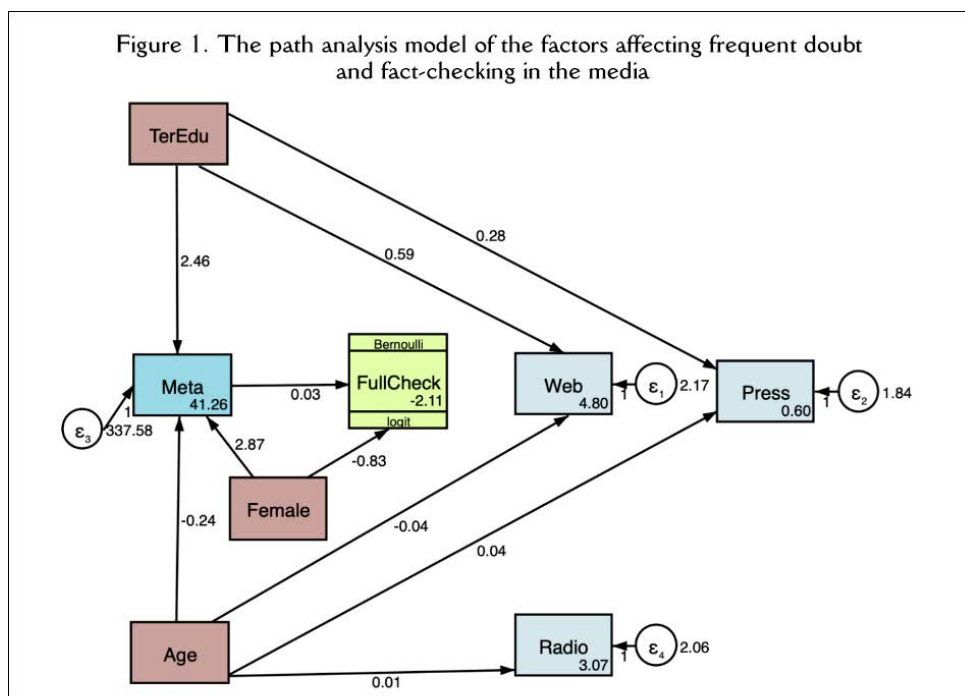 Figure 1. The path analysis model of the factors affecting frequent doubt
and fact-checking in the media
TerEdu
0.28
0.59
2.46
Bernoulli
Meta
41.26
0.03
FullCheck
-2.11
logit
Web
4.80
1
ε1
2.17
Press
0.60
1
ε2
1.84
1
ε3
337.58
2.87
-0.83
Female
-0.24
-0.04
0.04
Age
0.01
Radio
3.07
1
ε4
2.06